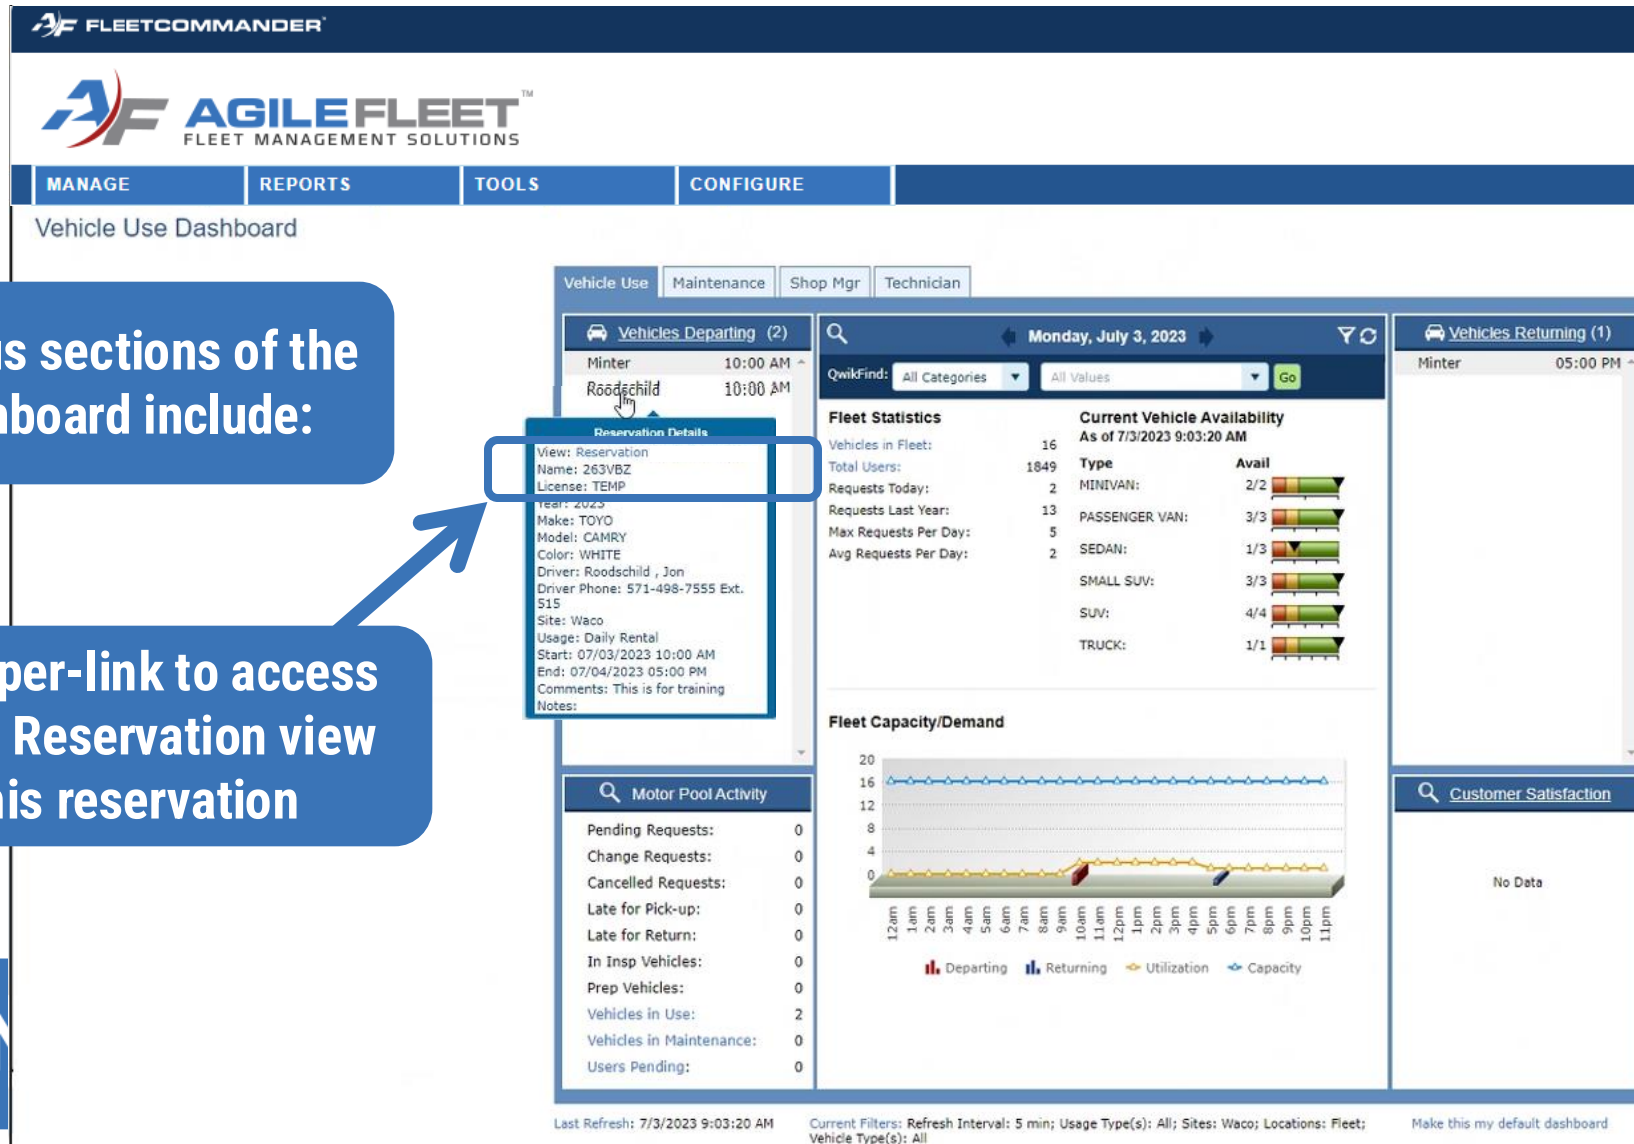 AF FLEETCOMMANDER
AF AGILEFLEET™
FLEET MANAGEMENT SOLUTIONS
MANAGE REPORTS TOOLS CONFIGURE
Vehicle Use Dashboard
Vehicle Use Maintenance Shop Mgr Technician
sections of the
include:
Vehicles Departing (2)
Minter 10:00 AM
Roodschild 10:00 AM
Reservation Details
View: Reservation
Name: 263VBZ
License: TEMP
Year: 2023
Make: TOYO
Model: CAMRY
Color: WHITE
Driver: Roodschild , Jon
Driver Phone: 571-498-7555 Ext.
515
Site: Waco
Usage: Daily Rental
Start: 07/03/2023 10:00 AM
End: 07/04/2023 05:00 PM
Comments: This is for training
Notes:
per-link to access
Reservation view
his reservation
Monday, July 3, 2023
QwikFind: All Categories All Values Go
Fleet Statistics
Vehicles in Fleet: 16
Total Users: 1849
Requests Today: 2
Requests Last Year: 13
Max Requests Per Day: 5
Avg Requests Per Day: 2
Current Vehicle Availability
As of 7/3/2023 9:03:20 AM
Type Avail
MINIVAN: 2/2
PASSENGER VAN: 3/3
SEDAN: 1/3
SMALL SUV: 3/3
SUV: 4/4
TRUCK: 1/1
Fleet Capacity/Demand
20
16
12
8
4
0
12am 1am 2am 3am 4am 5am 6am 7am 8am 9am 10am 11am 12pm 1pm 2pm 3pm 4pm 5pm 6pm 7pm 8pm 9pm 10pm 11pm
Departing Returning Utilization Capacity
Vehicles Returning (1)
Minter 05:00 PM
Motor Pool Activity
Pending Requests: 0
Change Requests: 0
Cancelled Requests: 0
Late for Pick-up: 0
Late for Return: 0
In Insp Vehicles: 0
Prep Vehicles: 0
Vehicles in Use: 2
Vehicles in Maintenance: 0
Users Pending: 0
Customer Satisfaction
No Data
Last Refresh: 7/3/2023 9:03:20 AM
Current Filters: Refresh Interval: 5 min; Usage Type(s): All; Sites: Waco; Locations: Fleet;
Vehicle Type(s): All
Make this my default dashboard